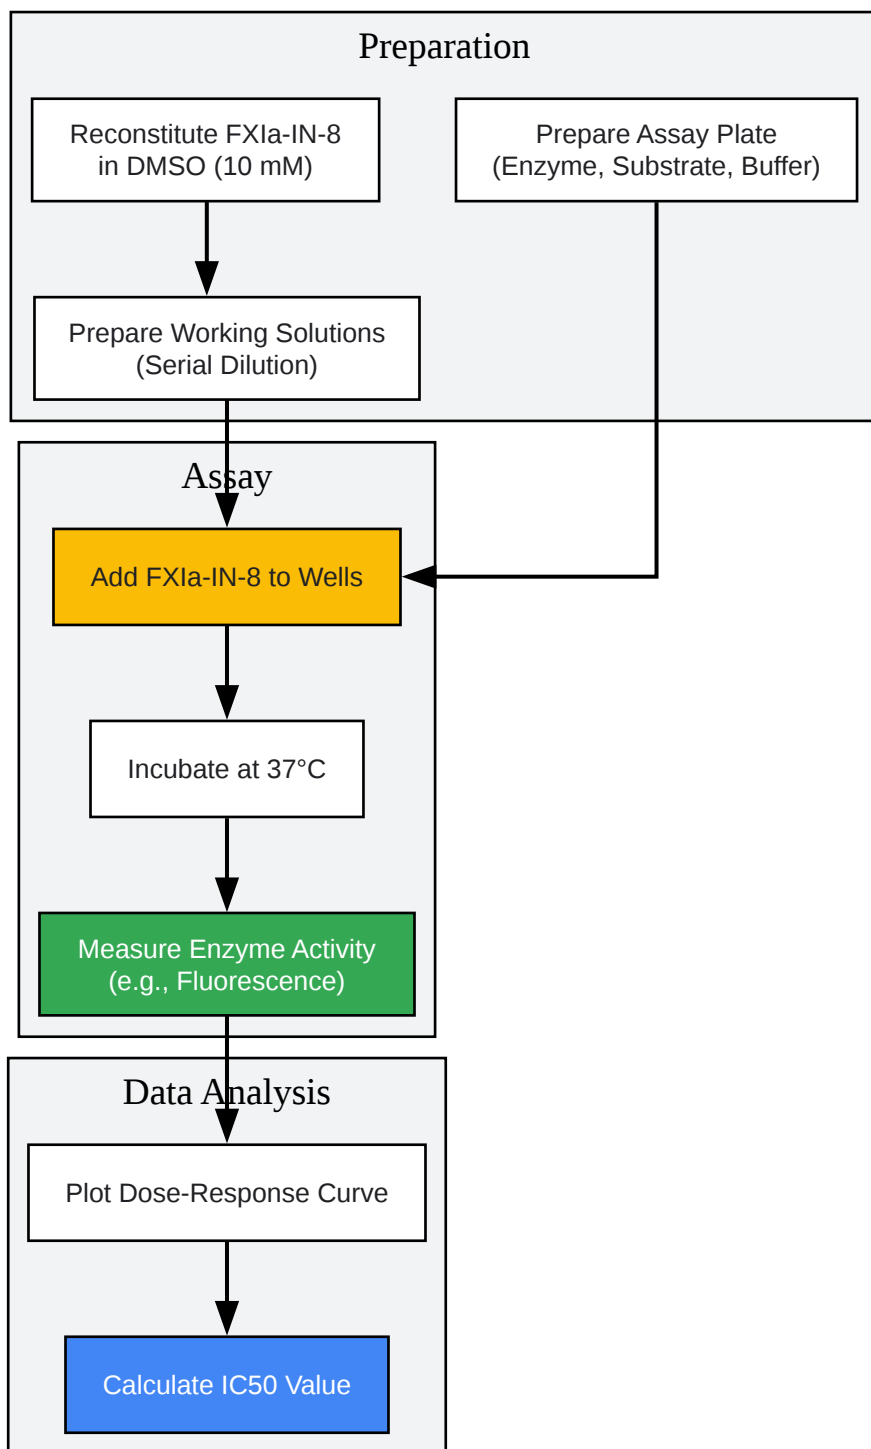 Preparation
Reconstitute FXIa-IN-8
in DMSO (10 mM)
Prepare Assay Plate
(Enzyme, Substrate, Buffer)
Prepare Working Solutions
(Serial Dilution)
Assay
Add FXIa-IN-8 to Wells
Incubate at 37°C
Measure Enzyme Activity
(e.g., Fluorescence)
Data Analysis
Plot Dose-Response Curve
Calculate IC50 Value